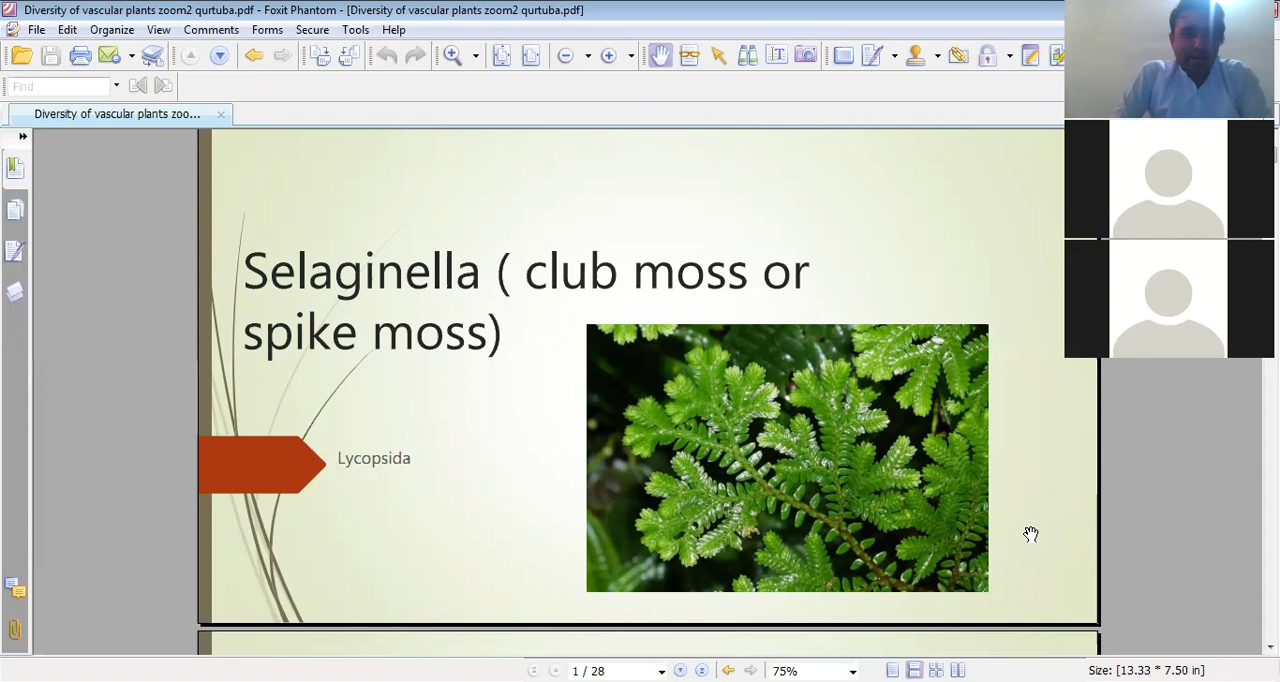 Diversity of vascular plants zoom2 qurtuba.pdf - Foxit Phantom - [Diversity of vascular plants zoom2 qurtuba.pdf]
File Edit Organize View Comments Forms Secure Tools Help
Find
Diversity of vascular plants zoo...
Selaginella ( club moss or
spike moss)
Lycopsida
1 / 28
75%
Size: [13.33 * 7.50 in]